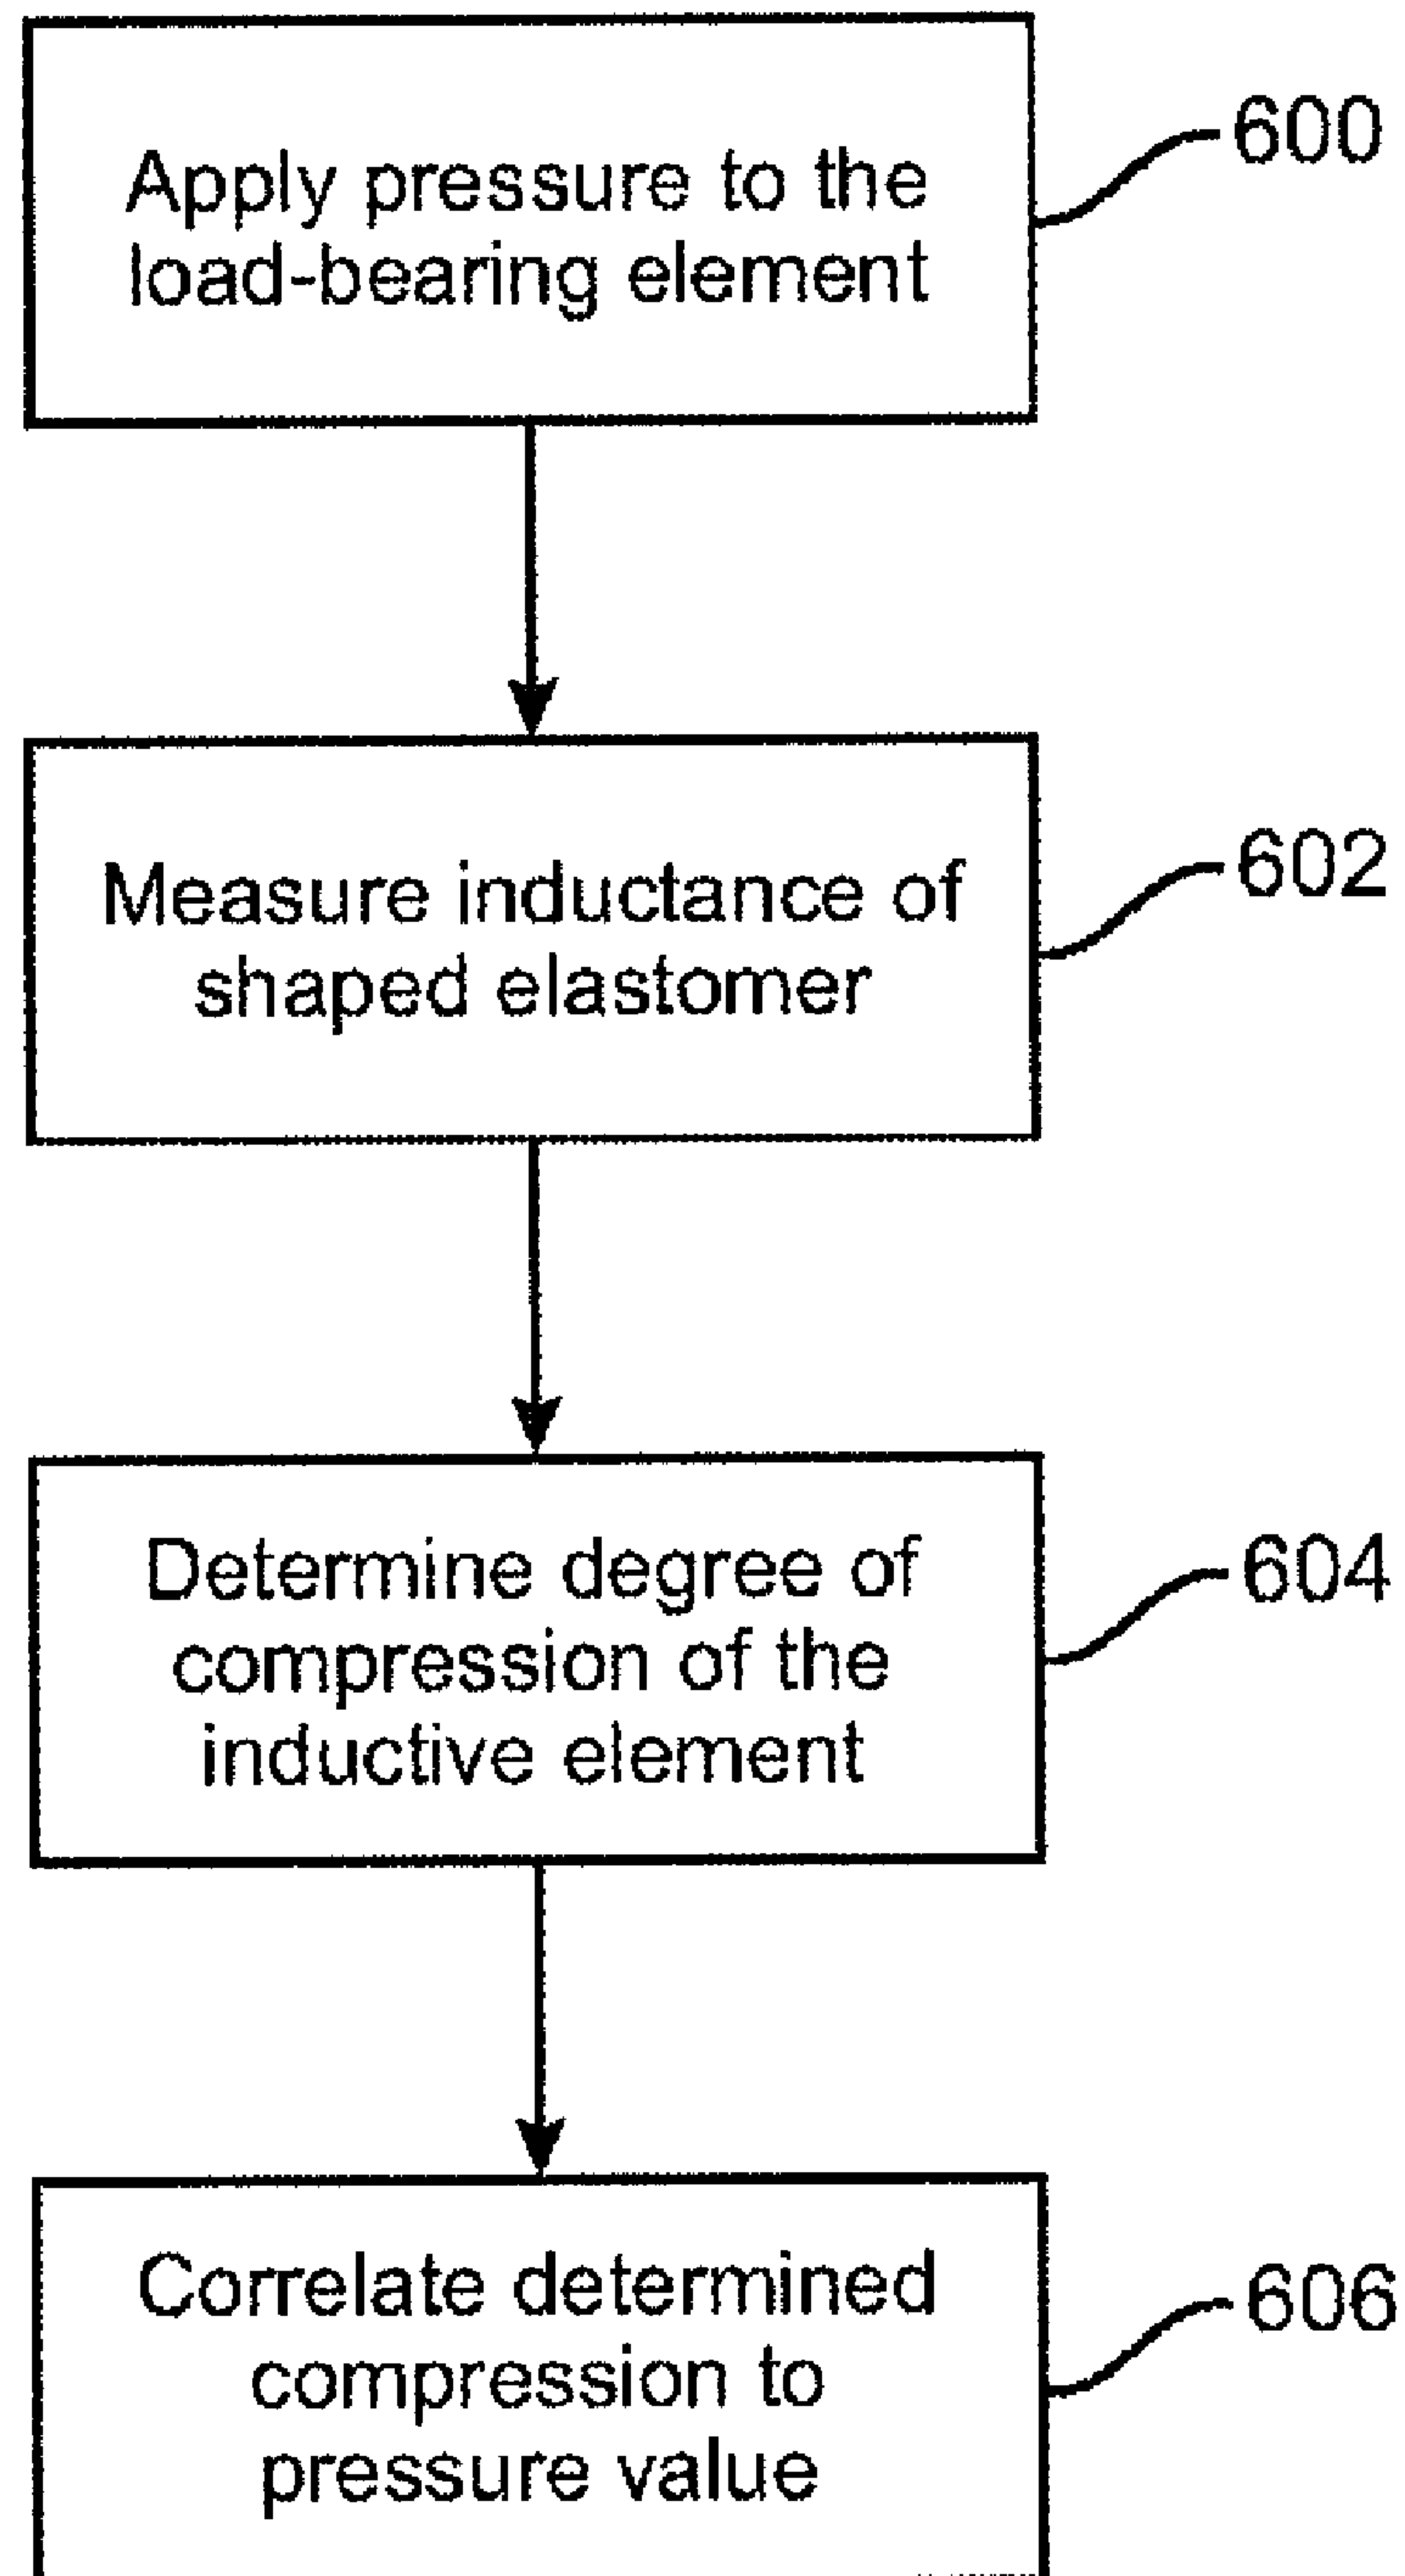 Apply pressure to the
load-bearing element
600
Measure inductance of
shaped elastomer
602
Determine degree of
compression of the
inductive element
604
Correlate determined
compression to
pressure value
606